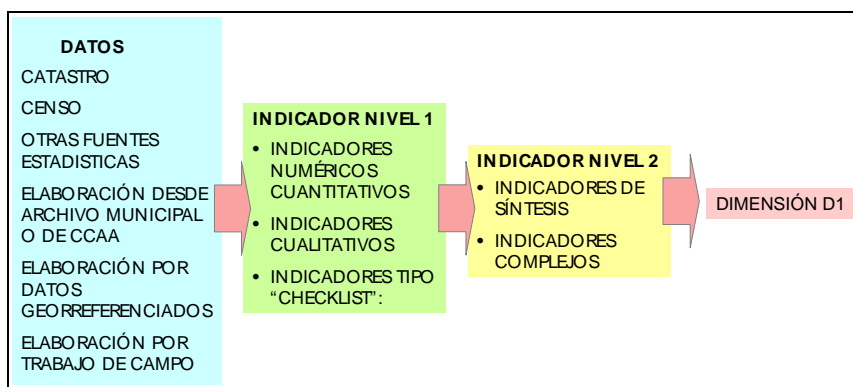 DATOS
CATASTRO
CENSO
OTRAS FUENTES
ESTADISTICAS
ELABORACIÓN DESDE
ARCHIVO MUNICIPAL
O DE CCAA
ELABORACIÓN POR
DATOS
GEORREFERENCIADOS
ELABORACIÓN POR
TRABAJO DE CAMPO
INDICADOR NIVEL 1
• INDICADORES
NUMÉRICOS
CUANTITATIVOS
• INDICADORES
CUALITATIVOS
• INDICADORES TIPO
“CHECKLIST”:
INDICADOR NIVEL 2
• INDICADORES DE
SÍNTESIS
• INDICADORES
COMPLEJOS
DIMENSIÓN D1